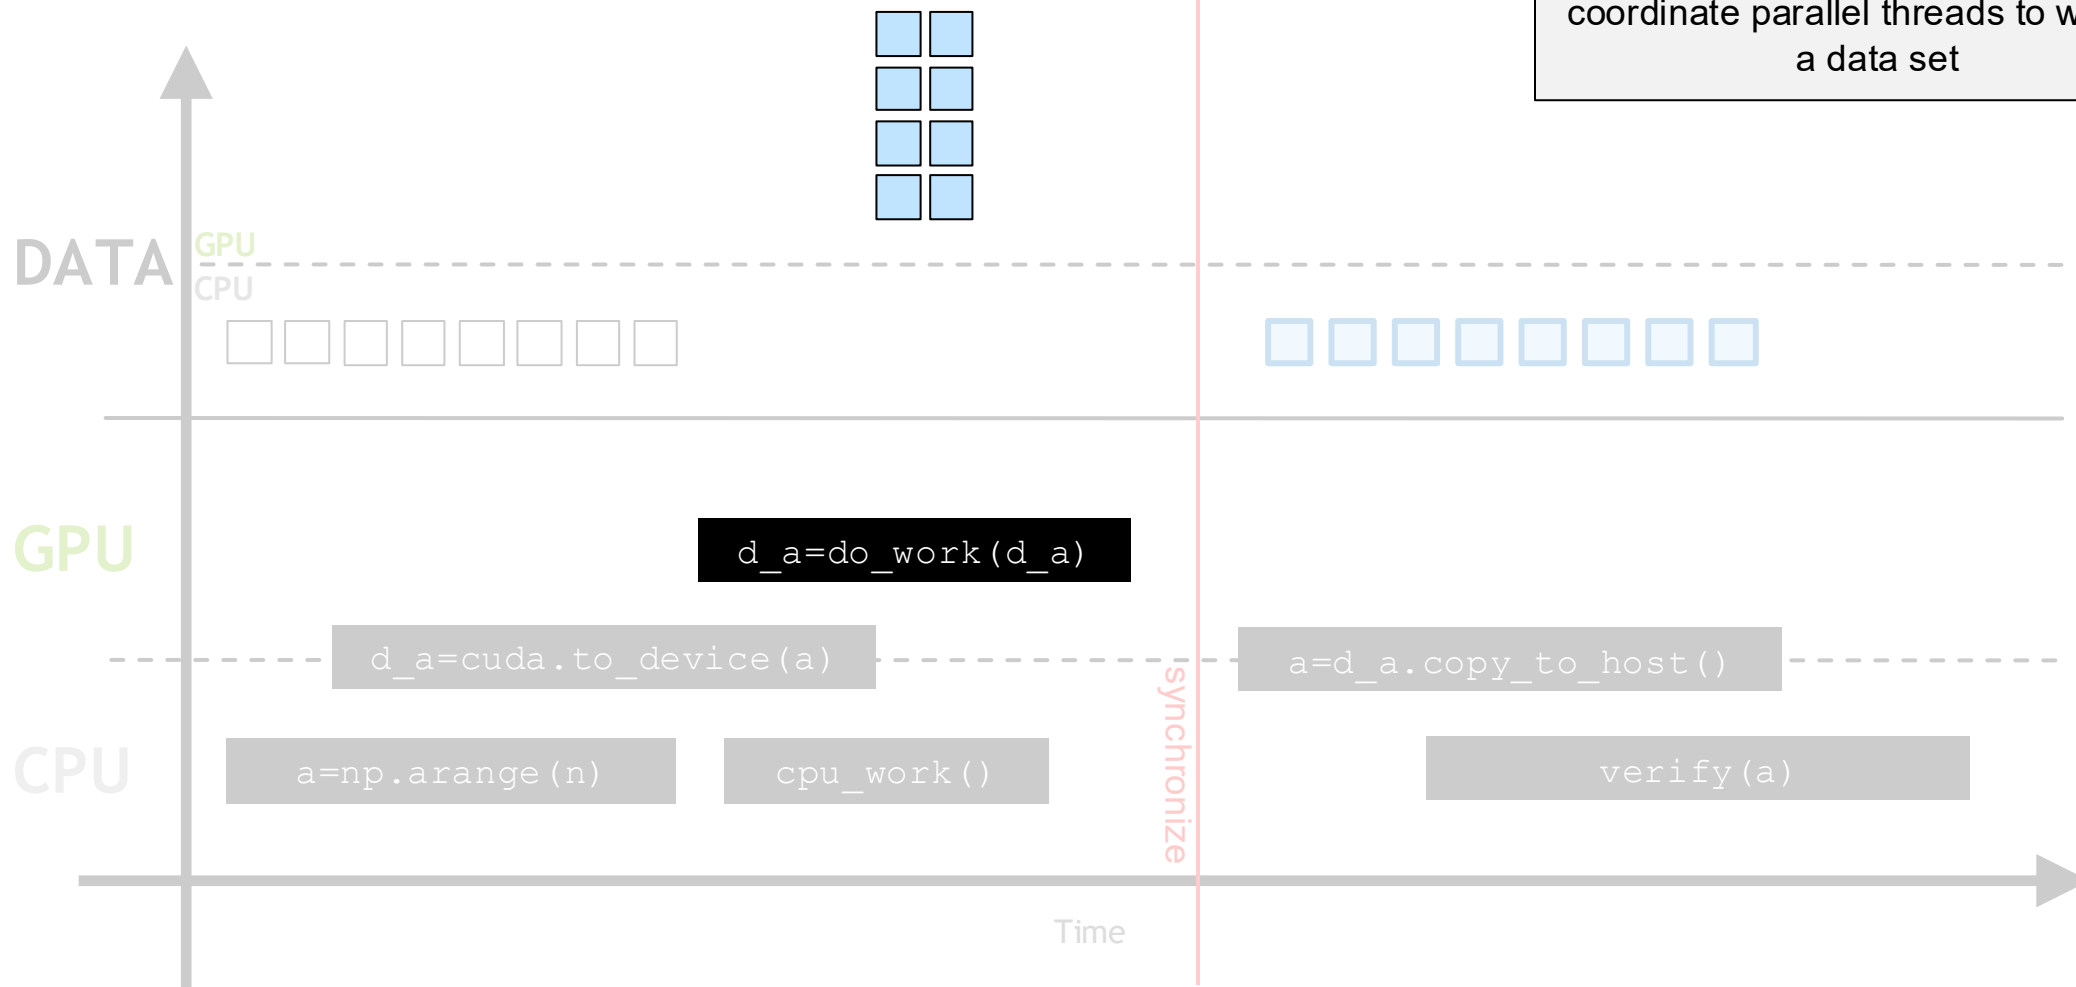 coordinate parallel threads to
a data set
DATA
GPU
CPU
GPU
d_a=do_work(d_a)
d_a=cuda.to_device(a)
a=d_a.copy_to_host()
synchronize
CPU
a=np.arange(n)
cpu_work()
verify(a)
Time